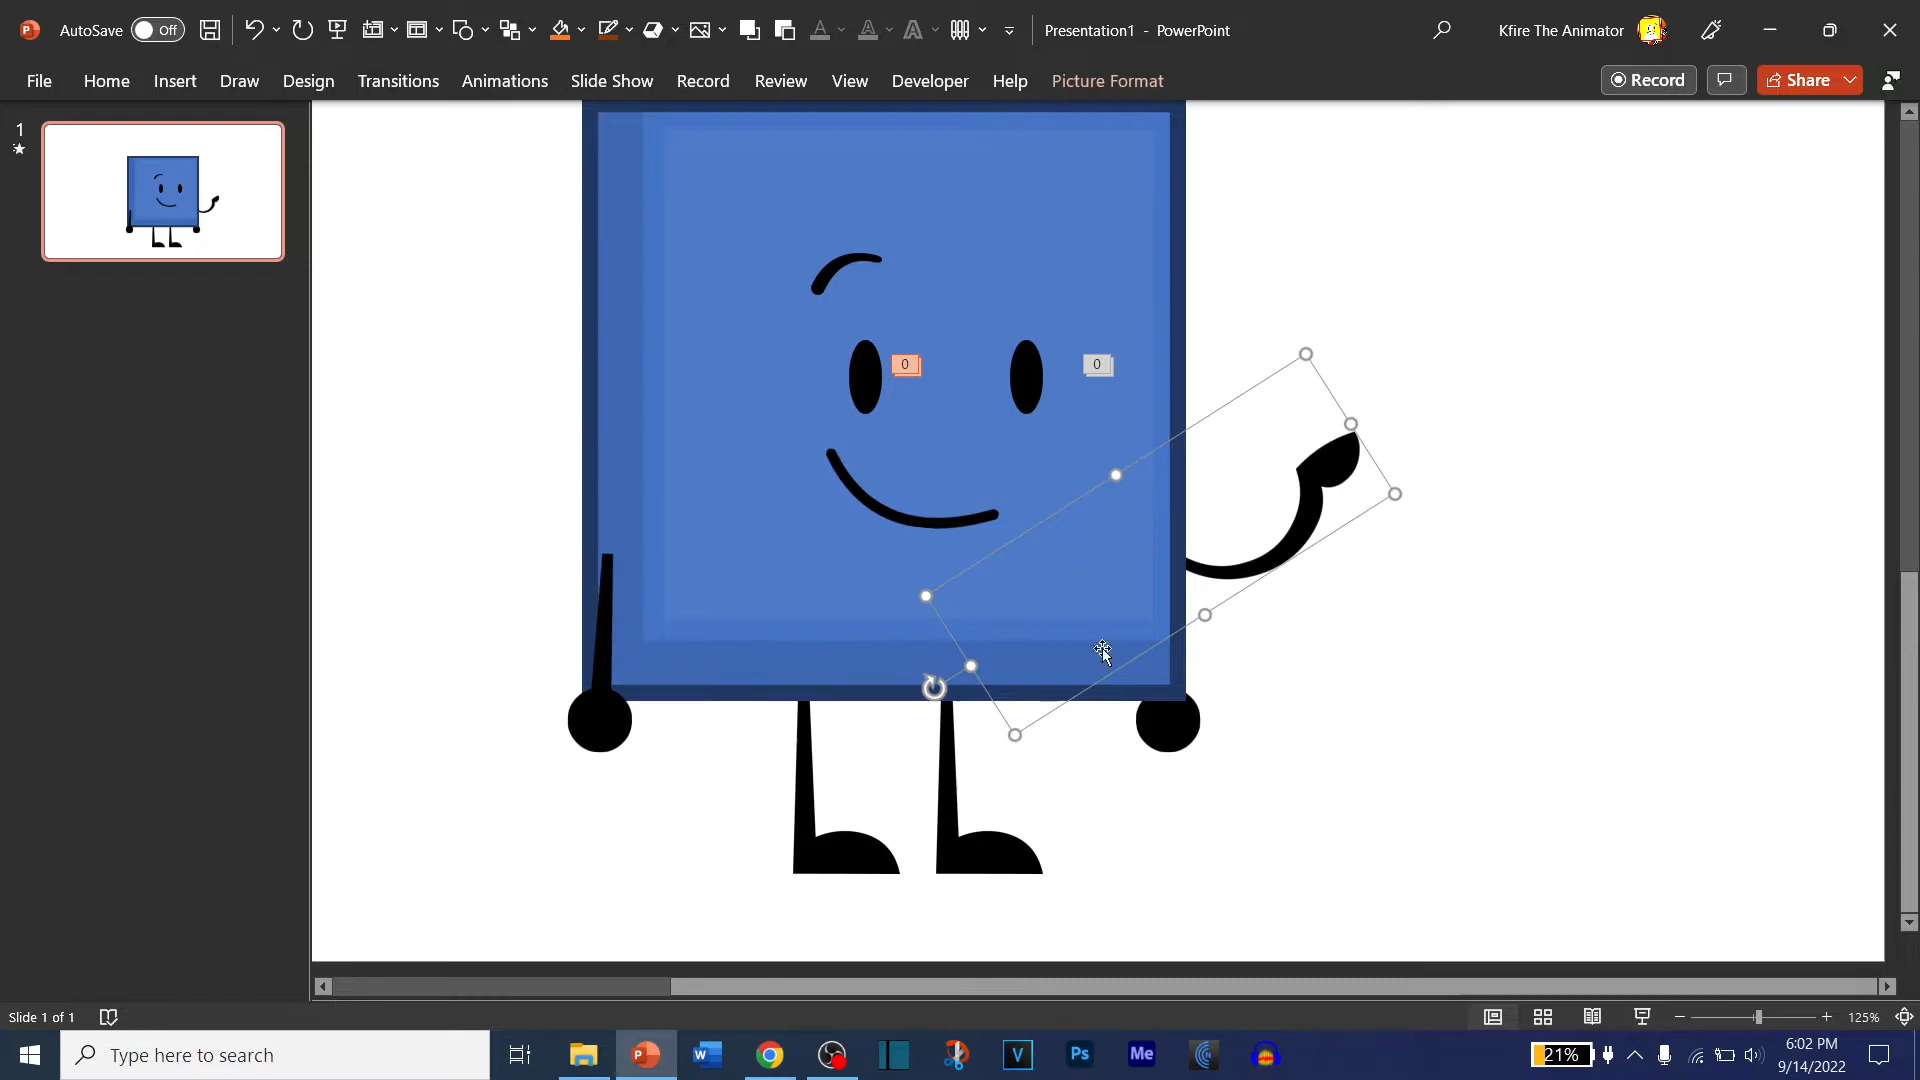 P AutoSave Off Presentation1 - PowerPoint Kfire The Animator
File Home Insert Draw Design Transitions Animations Slide Show Record Review View Developer Help Picture Format Record Share
1
0 0
Slide 1 of 1 125%
Type here to search P W V Ps Me 21% 6:02 PM
9/14/2022